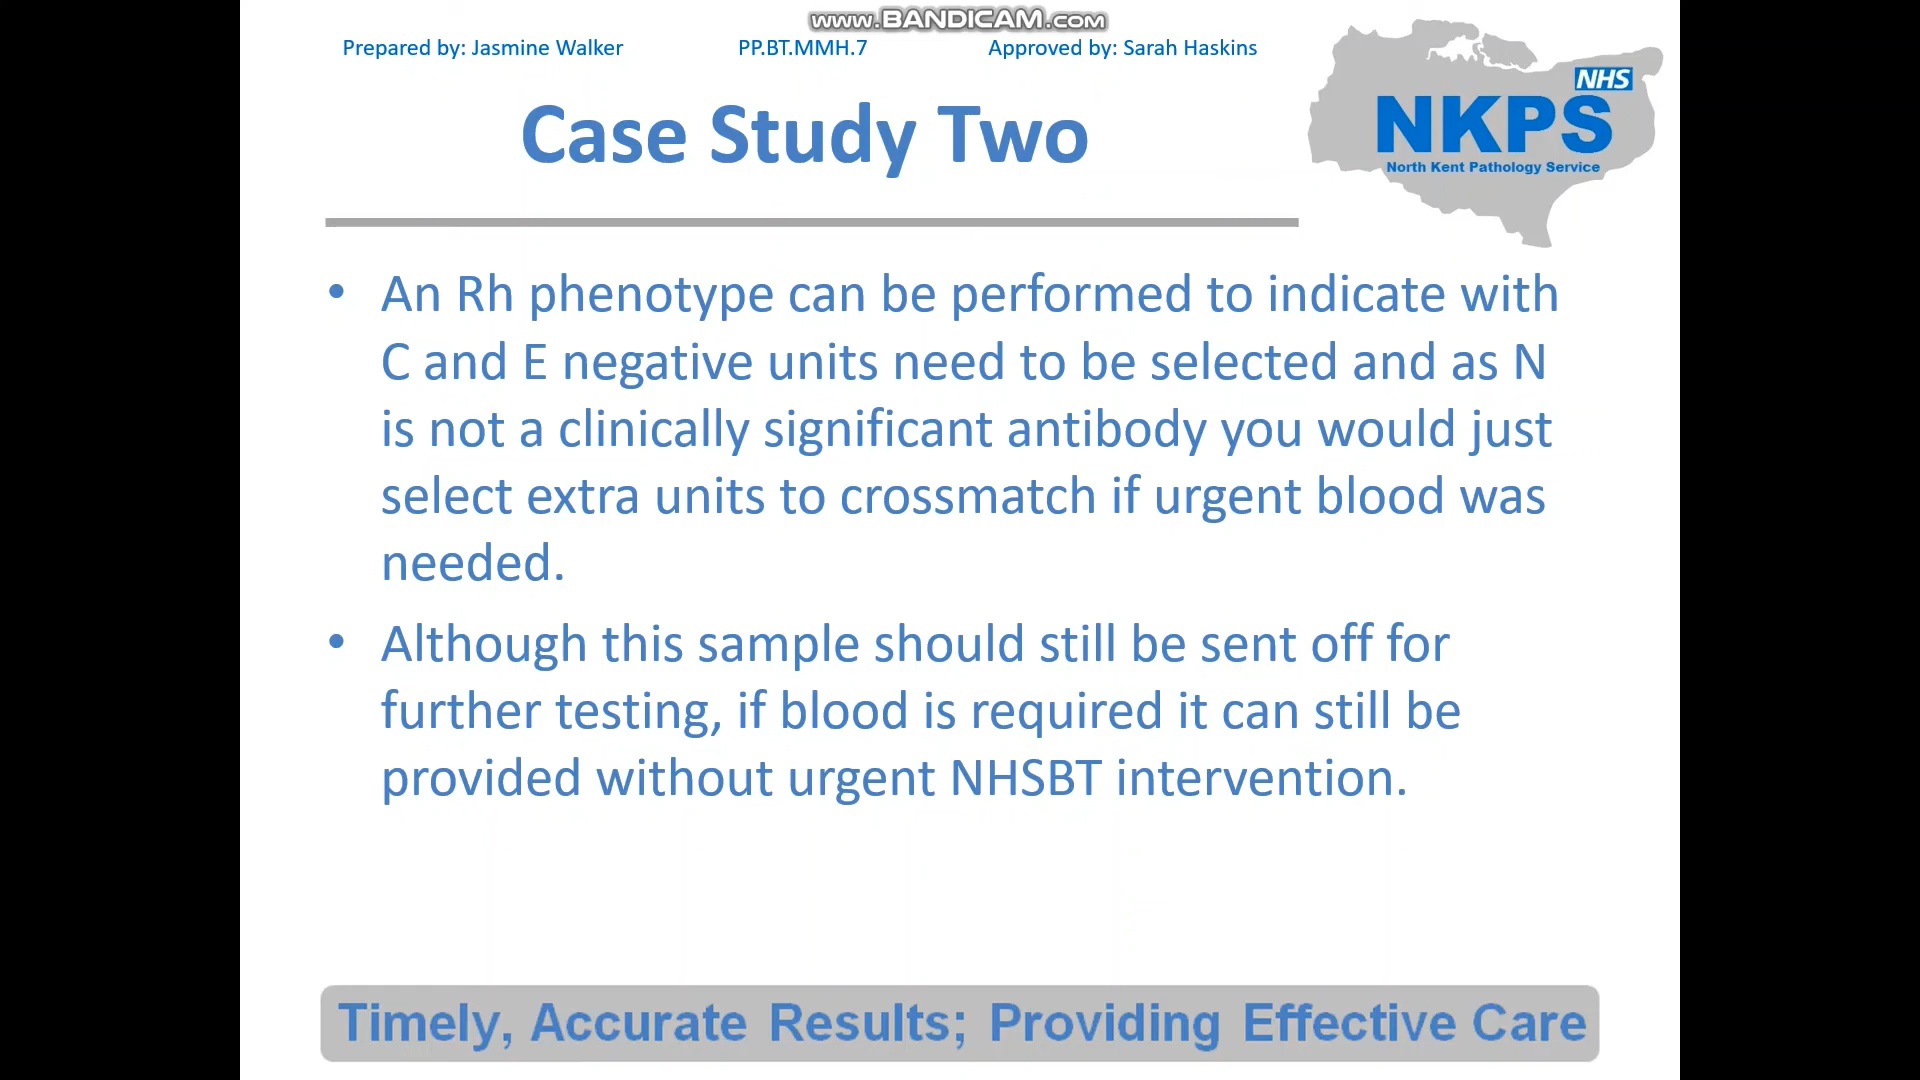 www.BANDICAM.com
Prepared by: Jasmine Walker PP.BT.MMH.7 Approved by: Sarah Haskins
NHS
NKPS
North Kent Pathology Service
Case Study Two
• An Rh phenotype can be performed to indicate with
C and E negative units need to be selected and as N
is not a clinically significant antibody you would just
select extra units to crossmatch if urgent blood was
needed.
• Although this sample should still be sent off for
further testing, if blood is required it can still be
provided without urgent NHSBT intervention.
Timely, Accurate Results; Providing Effective Care